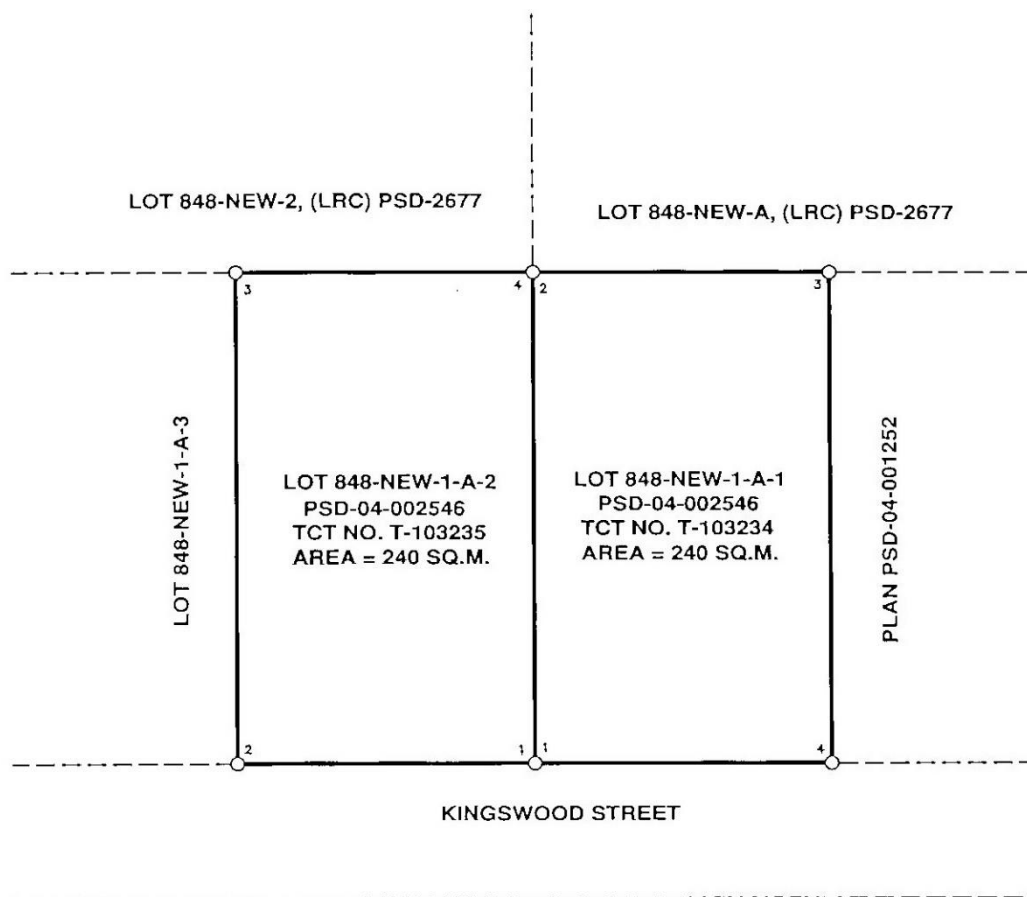 LOT 848-NEW-2, (LRC) PSD-2677
LOT 848-NEW-A, (LRC) PSD-2677
3
4
2
3
LOT 848-NEW-1-A-3
LOT 848-NEW-1-A-2
PSD-04-002546
TCT NO. T-103235
AREA = 240 SQ.M.
LOT 848-NEW-1-A-1
PSD-04-002546
TCT NO. T-103234
AREA = 240 SQ.M.
PLAN PSD-04-001252
2
1
1
4
KINGSWOOD STREET